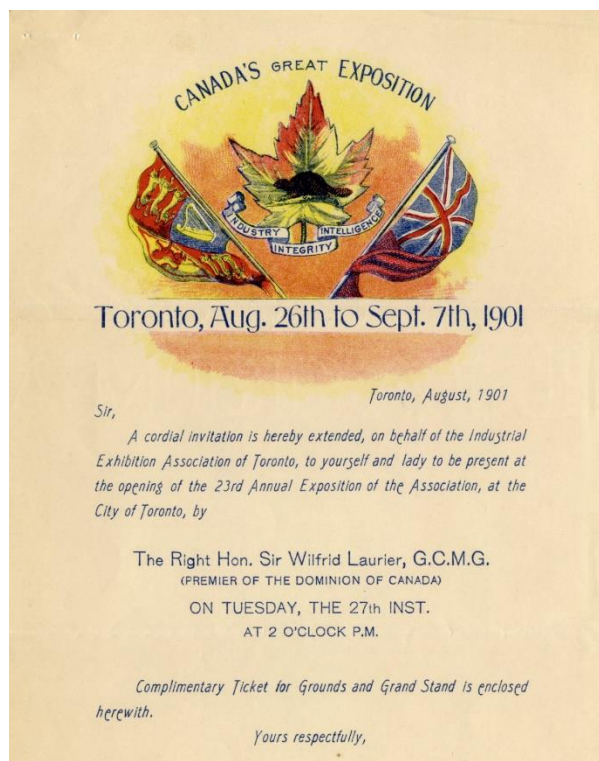 CANADA'S GREAT EXPOSITION
INDUSTRY INTEGRITY INTELLIGENCE
Toronto, Aug. 26th to Sept. 7th, 1901
Toronto, August, 1901
Sir,
A cordial invitation is hereby extended, on behalf of the Industrial
Exhibition Association of Toronto, to yourself and lady to be present at
the opening of the 23rd Annual Exposition of the Association, at the
City of Toronto, by
The Right Hon. Sir Wilfrid Laurier, G.C.M.G.
(PREMIER OF THE DOMINION OF CANADA)
ON TUESDAY, THE 27th INST.
AT 2 O'CLOCK P.M.
Complimentary Ticket for Grounds and Grand Stand is enclosed
herewith.
Yours respectfully,